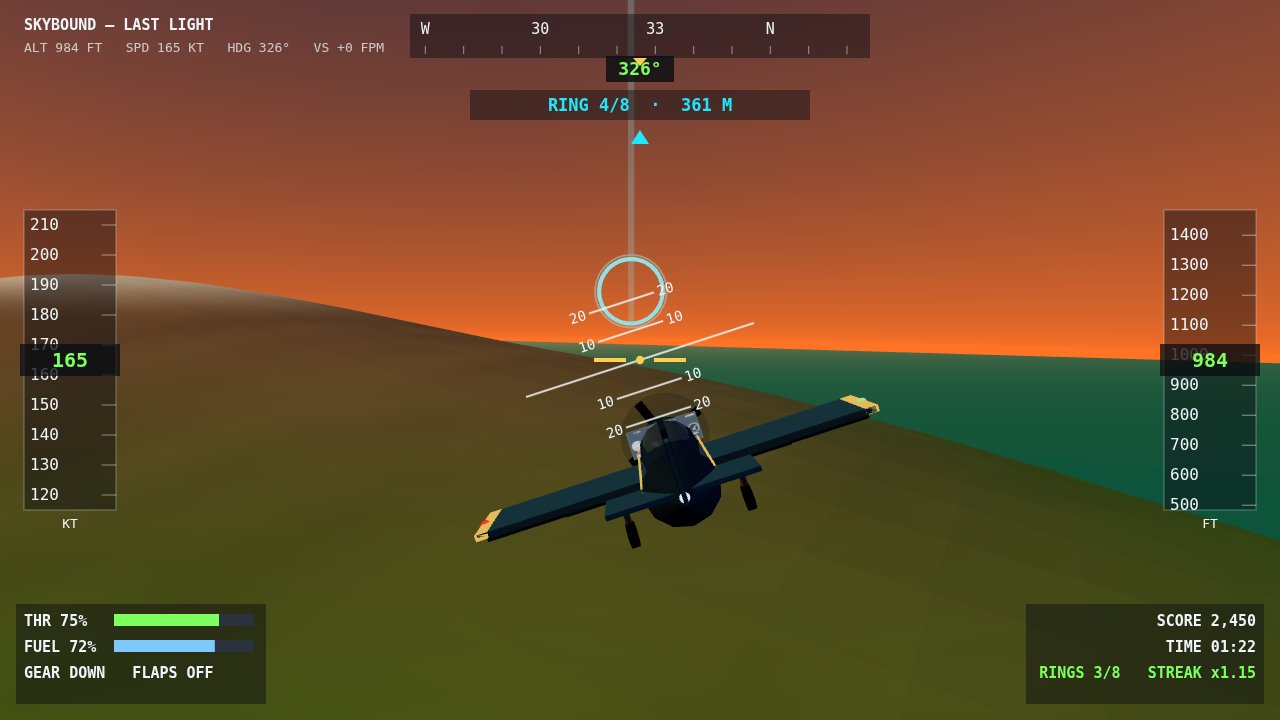 SKYBOUND — LAST LIGHT
ALT 984 FT SPD 165 KT HDG 326° VS +0 FPM
W 30 33 N
326°
RING 4/8 · 361 M
210
200
190
180
170
165
160
150
140
130
120
KT
1400
1300
1200
1100
1000
984
900
800
700
600
500
FT
20 20
10 10
10 10
20 20
THR 75%
FUEL 72%
GEAR DOWN FLAPS OFF
SCORE 2,450
TIME 01:22
RINGS 3/8 STREAK x1.15